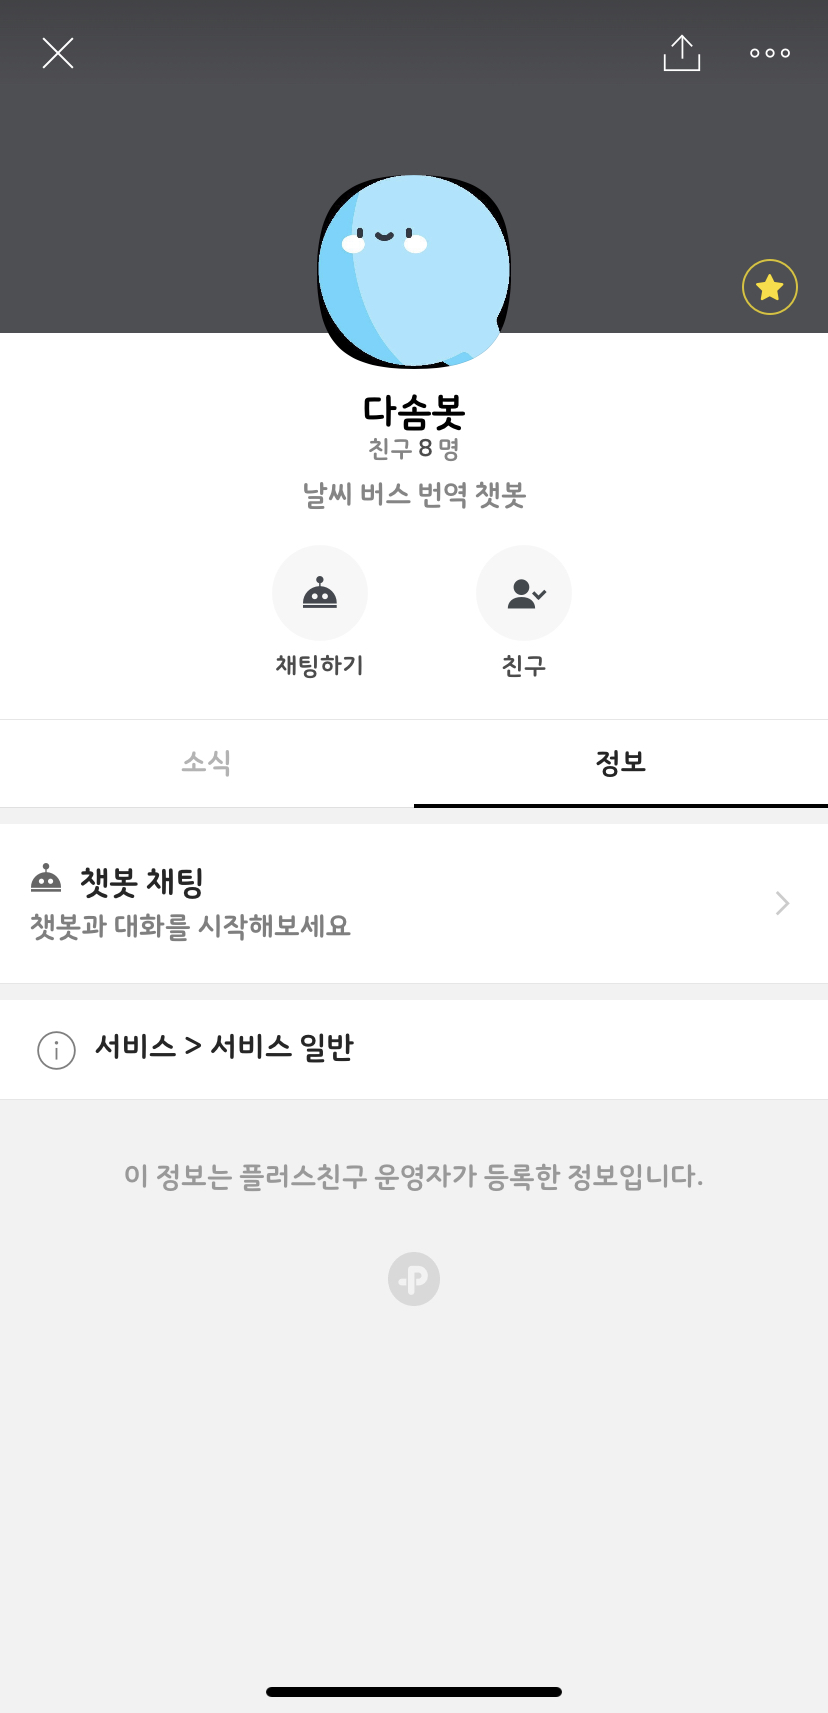 다솜봇
친구 8 명
날씨 버스 번역 챗봇
채팅하기
친구
소식
정보
챗봇 채팅
챗봇과 대화를 시작해보세요
서비스 > 서비스 일반
이 정보는 플러스친구 운영자가 등록한 정보입니다.